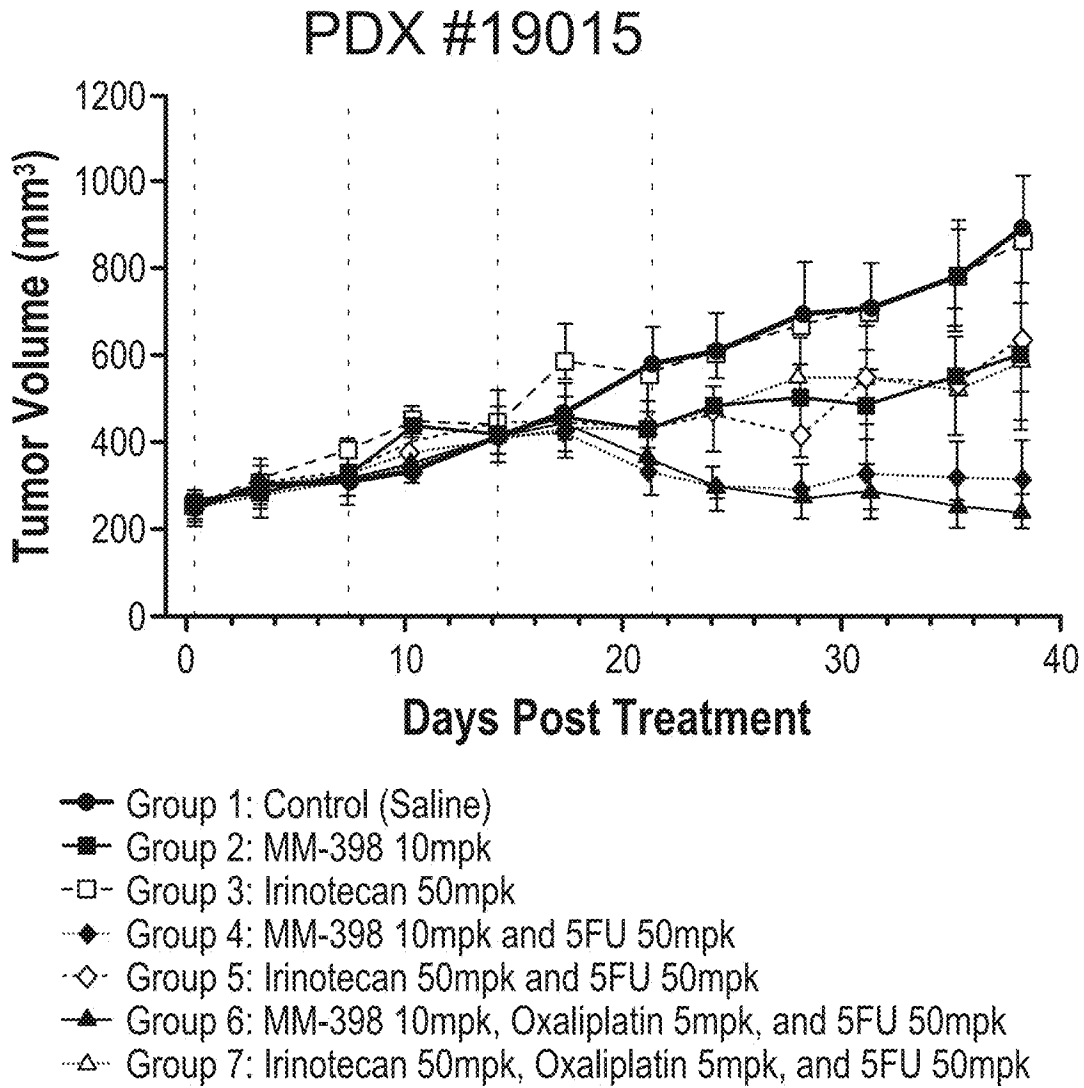 PDX #19015
1200
1000
800
600
400
200
0
Tumor Volume (mm³)
0 10 20 30 40
Days Post Treatment
Group 1: Control (Saline)
Group 2: MM-398 10mpk
Group 3: Irinotecan 50mpk
Group 4: MM-398 10mpk and 5FU 50mpk
Group 5: Irinotecan 50mpk and 5FU 50mpk
Group 6: MM-398 10mpk, Oxaliplatin 5mpk, and 5FU 50mpk
Group 7: Irinotecan 50mpk, Oxaliplatin 5mpk, and 5FU 50mpk